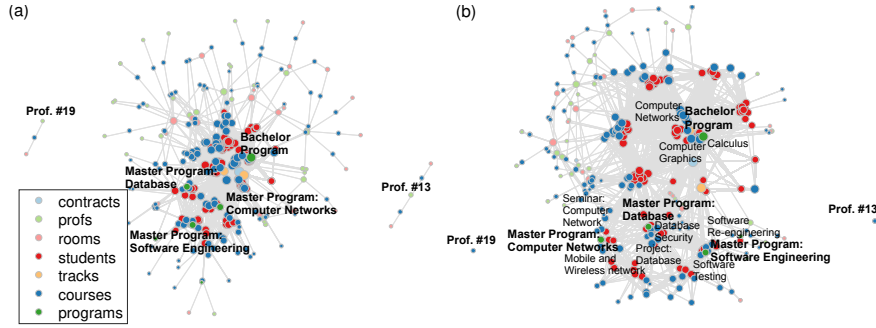 (a)
Prof. #19
Bachelor
Program
Master Program:
Database
Prof. #13
Master Program:
Computer Networks
Master Program:
Software Engineering
contracts
profs
rooms
students
tracks
courses
programs
(b)
Computer
Networks
Bachelor
Program
Calculus
Computer
Graphics
Seminar:
Computer
Network
Master Program:
Database
Prof. #13
Database
Security
Software
Re-engineering
Prof. #19
Master Program:
Computer Networks
Project:
Database
Master Program:
Software Engineering
Mobile and
Wireless network
Software
Testing